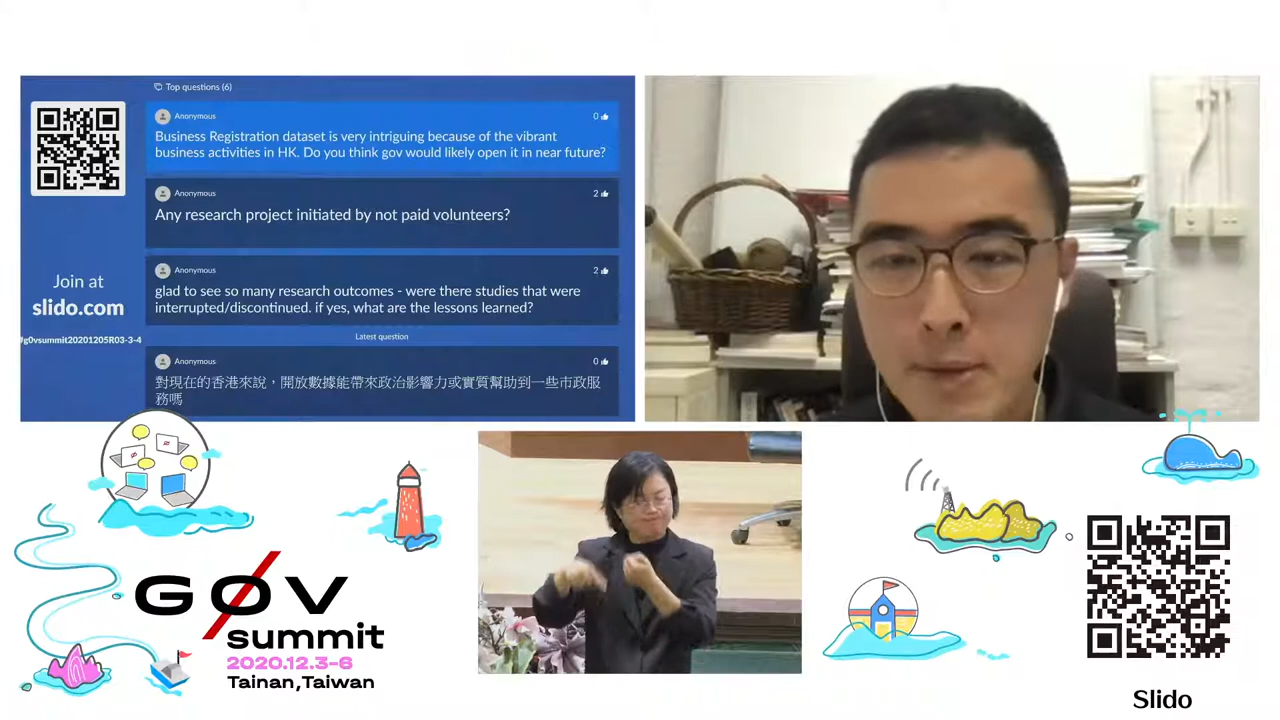 Top questions (6)
Anonymous
0
Business Registration dataset is very intriguing because of the vibrant
business activities in HK. Do you think gov would likely open it in near future?
Anonymous
2
Any research project initiated by not paid volunteers?
Anonymous
2
glad to see so many research outcomes - were there studies that were
interrupted/discontinued. if yes, what are the lessons learned?
Latest question
Anonymous
0
對現在的香港來說，開放數據能帶來政治影響力或實質幫助到一些市政服
務嗎
Join at
slido.com
#g0vsummit20201205R03-3-4
G0V
summit
2020.12.3-6
Tainan,Taiwan
Slido